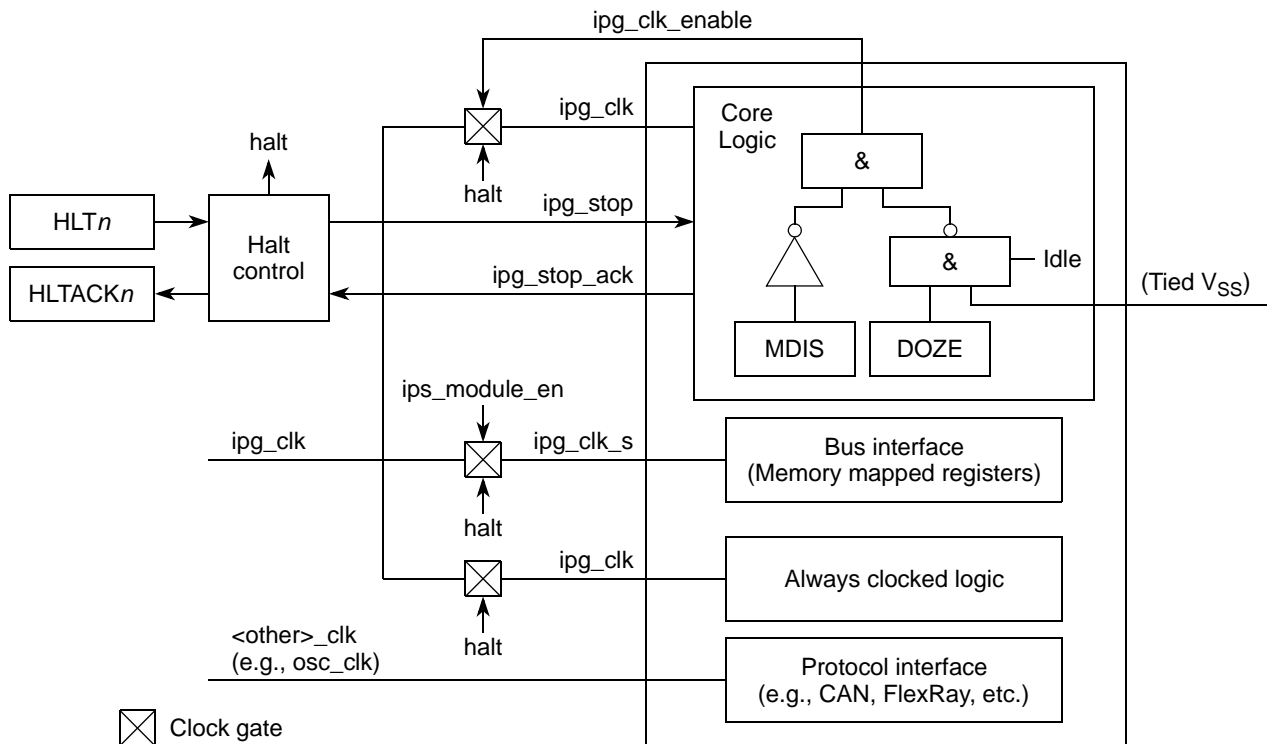 ipg_clk_enable
ipg_clk
Core
Logic
&
halt
halt
HLTn
Halt
control
ipg_stop
&
Idle
HLTACKn
ipg_stop_ack
(Tied VSS)
MDIS
DOZE
ips_module_en
ipg_clk
ipg_clk_s
Bus interface
(Memory mapped registers)
halt
ipg_clk
Always clocked logic
halt
<other>_clk
(e.g., osc_clk)
Protocol interface
(e.g., CAN, FlexRay, etc.)
Clock gate